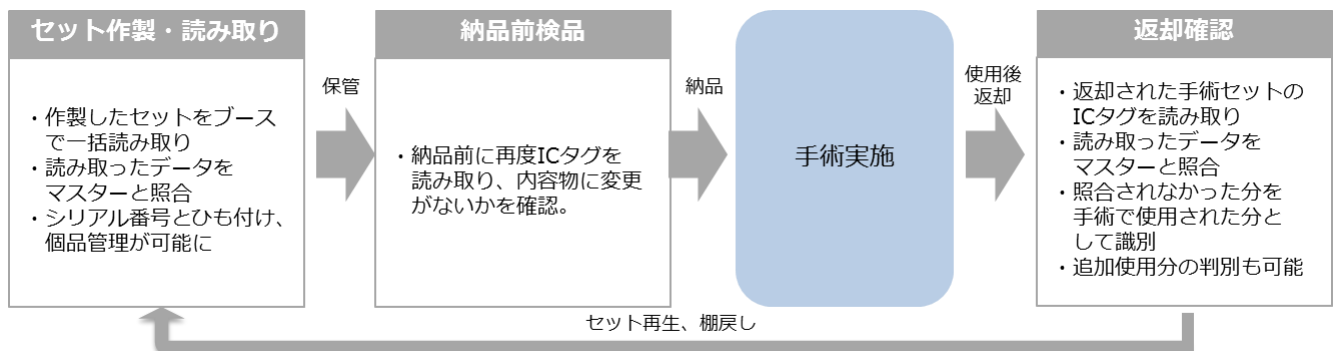 セット作製・読み取り
・作製したセットをブース
で一括読み取り
・読み取ったデータを
マスターと照合
・シリアル番号とひも付け、
個品管理が可能に
保管
納品前検品
・納品前に再度ICタグを
読み取り、内容物に変更
がないかを確認。
納品
手術実施
使用後
返却
返却確認
・返却された手術セットの
ICタグを読み取り
・読み取ったデータを
マスターと照合
・照合されなかった分を
手術で使用された分と
して識別
・追加使用分の判別も可能
セット再生、棚戻し